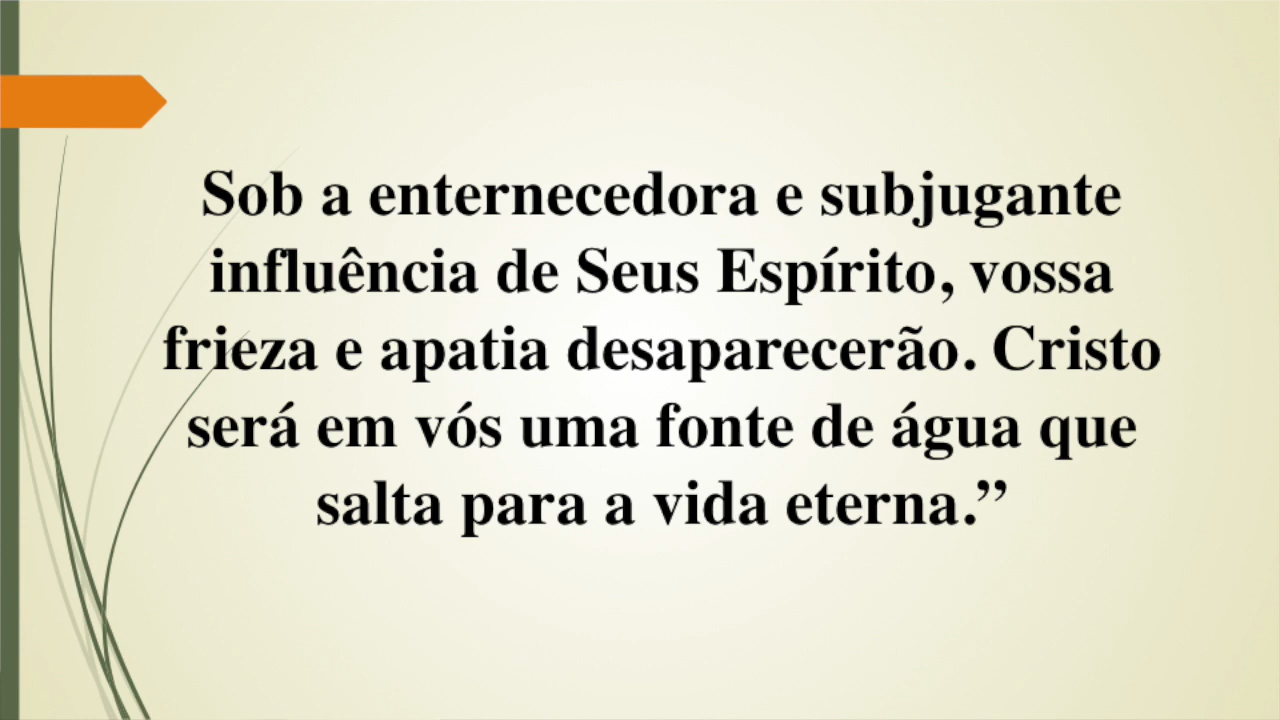 Sob a enternecedora e subjugante
influência de Seus Espírito, vossa
frieza e apatia desaparecerão. Cristo
será em vós uma fonte de água que
salta para a vida eterna.”